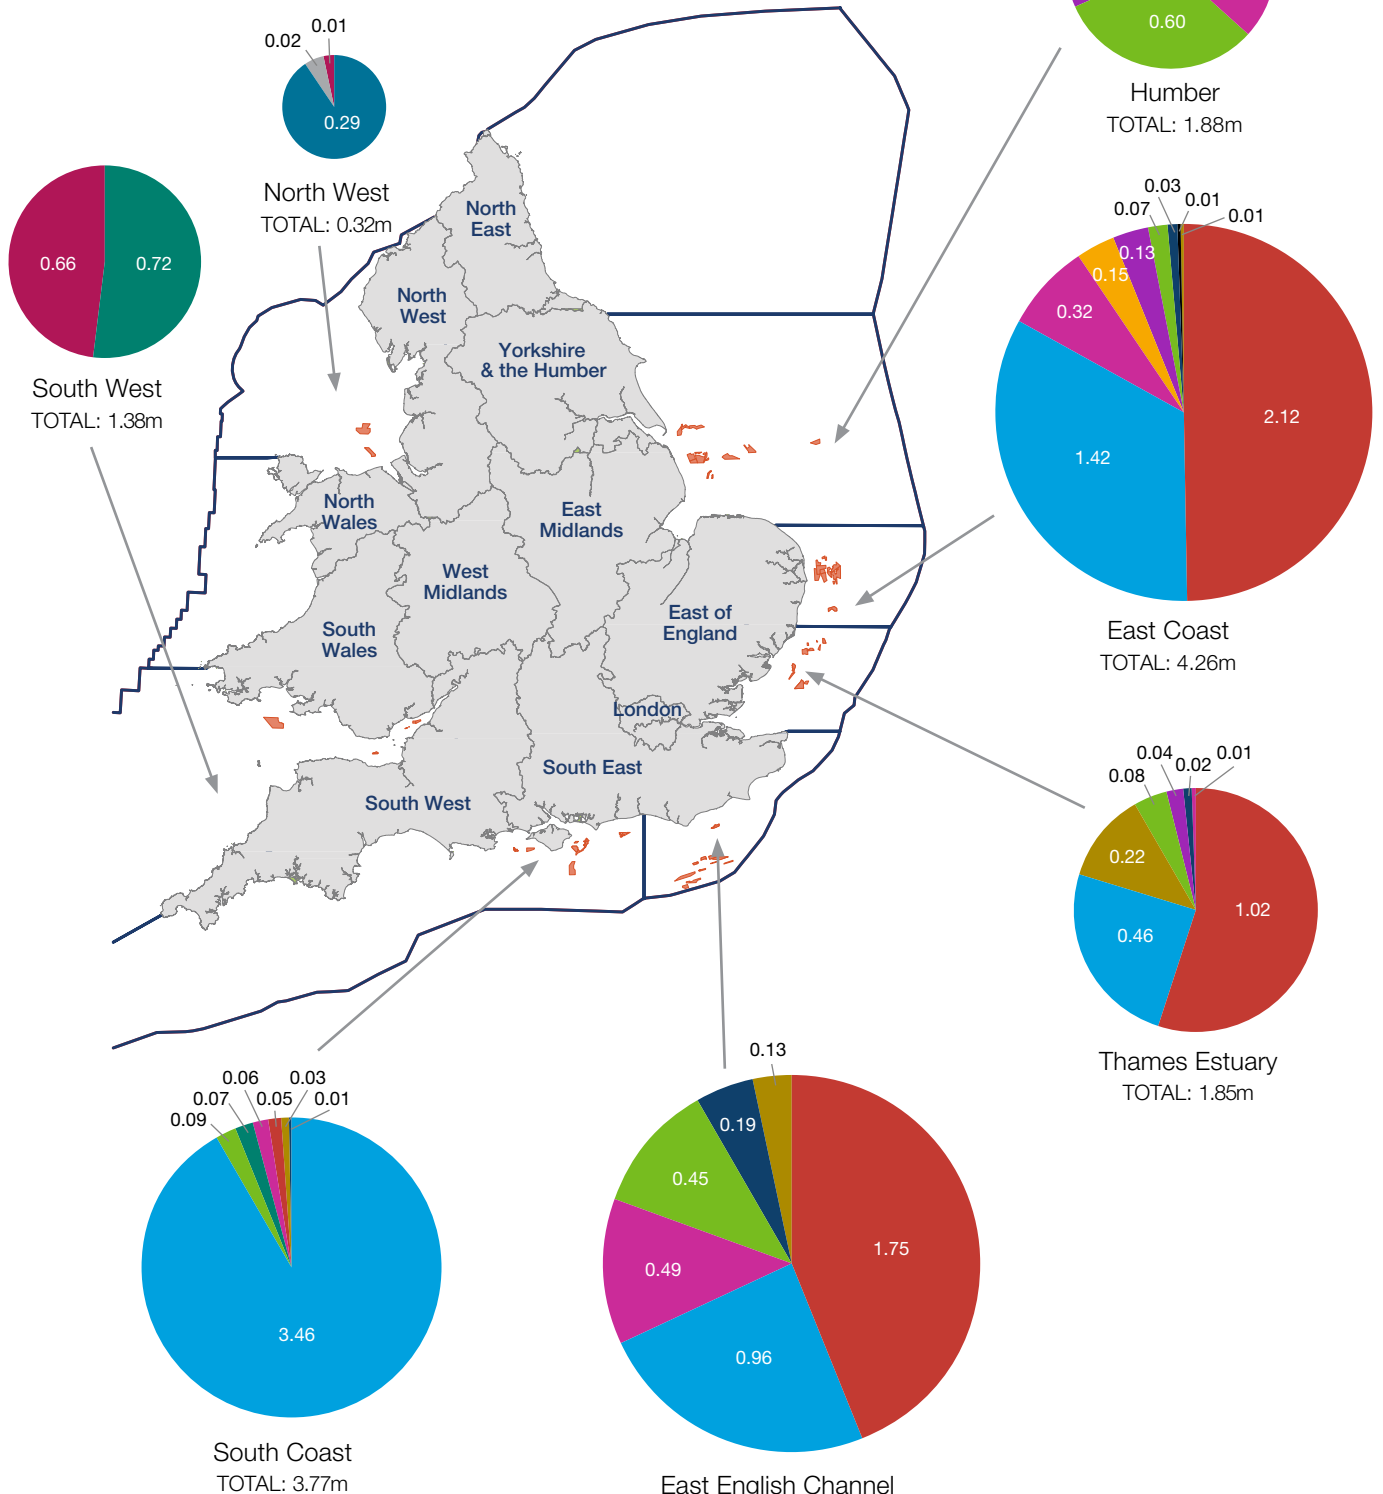 0.60
Humber
TOTAL: 1.88m
0.01
0.02
0.29
North West
TOTAL: 0.32m
0.66
0.72
South West
TOTAL: 1.38m
0.03
0.01
0.07
0.01
0.13
0.15
0.32
2.12
1.42
East Coast
TOTAL: 4.26m
North
East
North
West
Yorkshire
& the Humber
North
Wales
East
Midlands
West
Midlands
South
Wales
East of
England
London
South East
South West
0.04
0.01
0.02
0.08
0.22
1.02
0.46
Thames Estuary
TOTAL: 1.85m
0.06
0.03
0.07
0.05
0.01
0.09
3.46
South Coast
TOTAL: 3.77m
0.13
0.19
0.45
1.75
0.49
0.96
East English Channel